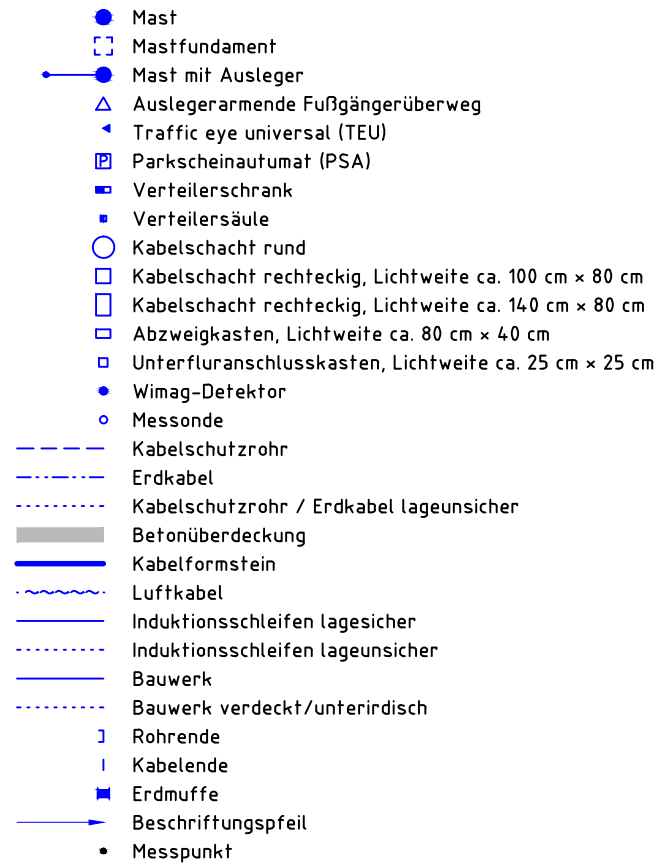 Mast
Mastfundament
Mast mit Ausleger
Auslegerarmende Fußgängerüberweg
Traffic eye universal (TEU)
P Parkscheinautumat (PSA)
Verteilerschrank
Verteilersäule
Kabelschacht rund
Kabelschacht rechteckig, Lichtweite ca. 100 cm × 80 cm
Kabelschacht rechteckig, Lichtweite ca. 140 cm × 80 cm
Abzweigkasten, Lichtweite ca. 80 cm × 40 cm
Unterfluranschlusskasten, Lichtweite ca. 25 cm × 25 cm
Wimag-Detektor
Messonde
Kabelschutzrohr
Erdkabel
Kabelschutzrohr / Erdkabel lageunsicher
Betonüberdeckung
Kabelformstein
Luftkabel
Induktionsschleifen lagesicher
Induktionsschleifen lageunsicher
Bauwerk
Bauwerk verdeckt/unterirdisch
Rohrende
Kabelende
Erdmuffe
Beschriftungspfeil
Messpunkt